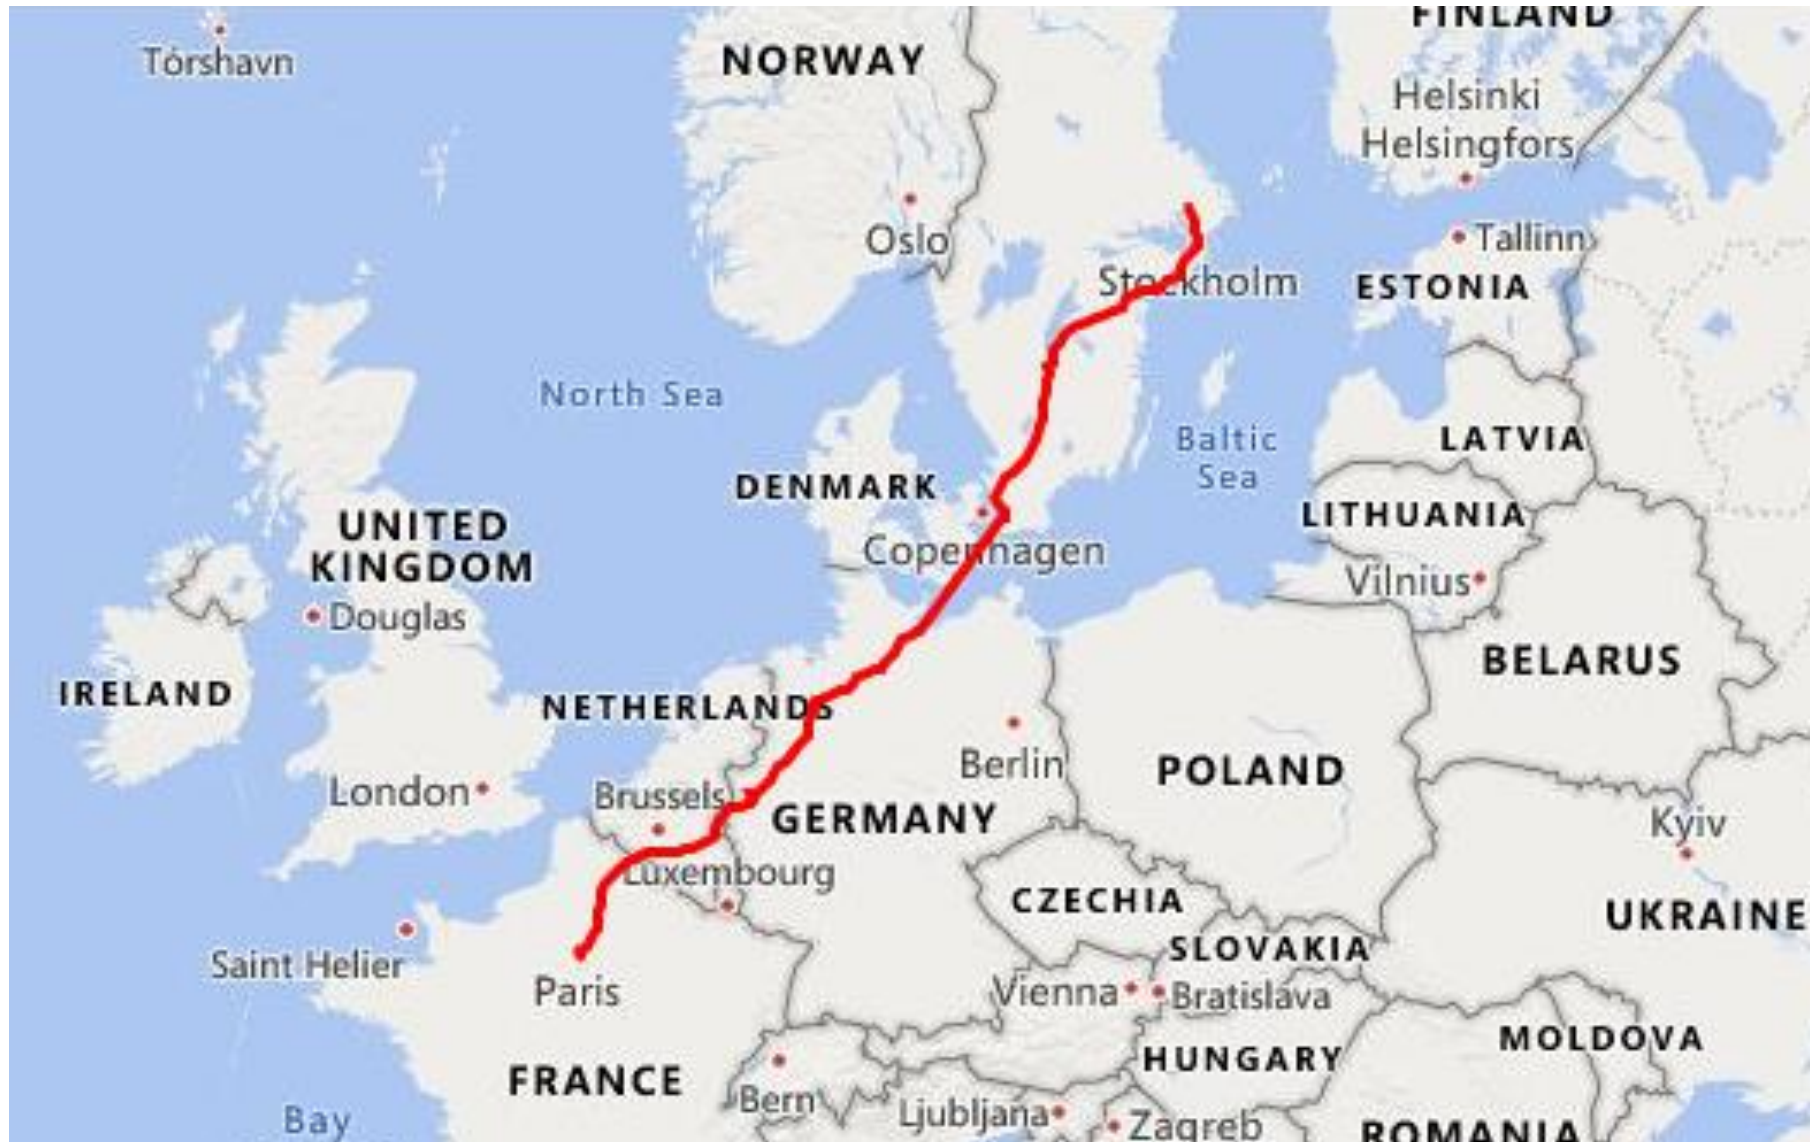 FINLAND
Tórshavn
NORWAY
Helsinki
Helsingfors
Oslo
Tallinn
Stockholm
ESTONIA
North Sea
Baltic
Sea
LATVIA
DENMARK
LITHUANIA
UNITED
KINGDOM
Copenhagen
Vilnius
Douglas
BELARUS
IRELAND
NETHERLANDS
Berlin
POLAND
London
Brussels
GERMANY
Kyiv
Luxembourg
CZECHIA
UKRAINE
SLOVAKIA
Saint Helier
Paris
Vienna
Bratislava
MOLDOVA
HUNGARY
FRANCE
Bern
Ljubljana
Zagreb
Bay
ROMANIA